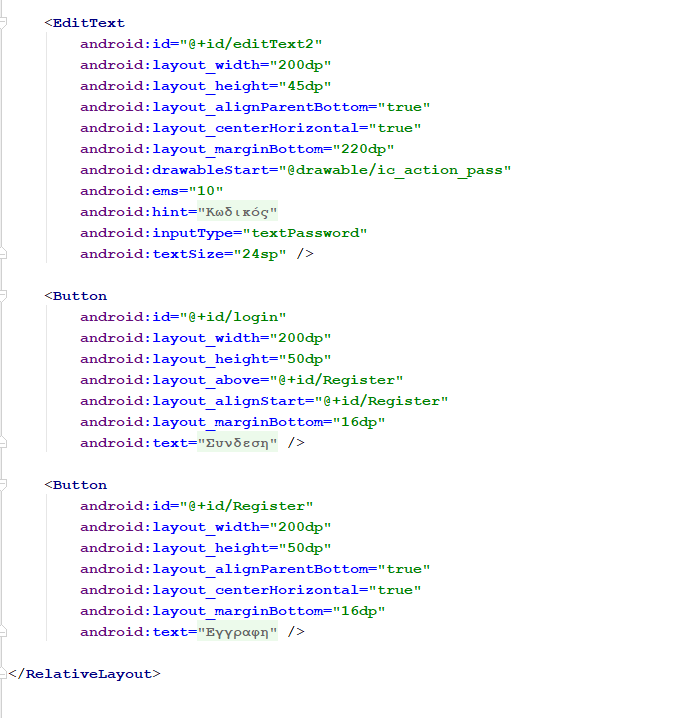 <EditText
android:id="@+id/editText2"
android:layout_width="200dp"
android:layout_height="45dp"
android:layout_alignParentBottom="true"
android:layout_centerHorizontal="true"
android:layout_marginBottom="220dp"
android:drawableStart="@drawable/ic_action_pass"
android:ems="10"
android:hint="Κωδικός"
android:inputType="textPassword"
android:textSize="24sp" />
<Button
android:id="@+id/login"
android:layout_width="200dp"
android:layout_height="50dp"
android:layout_above="@+id/Register"
android:layout_alignStart="@+id/Register"
android:layout_marginBottom="16dp"
android:text="Συνδεση" />
<Button
android:id="@+id/Register"
android:layout_width="200dp"
android:layout_height="50dp"
android:layout_alignParentBottom="true"
android:layout_centerHorizontal="true"
android:layout_marginBottom="16dp"
android:text="Εγγραφη" />
</RelativeLayout>